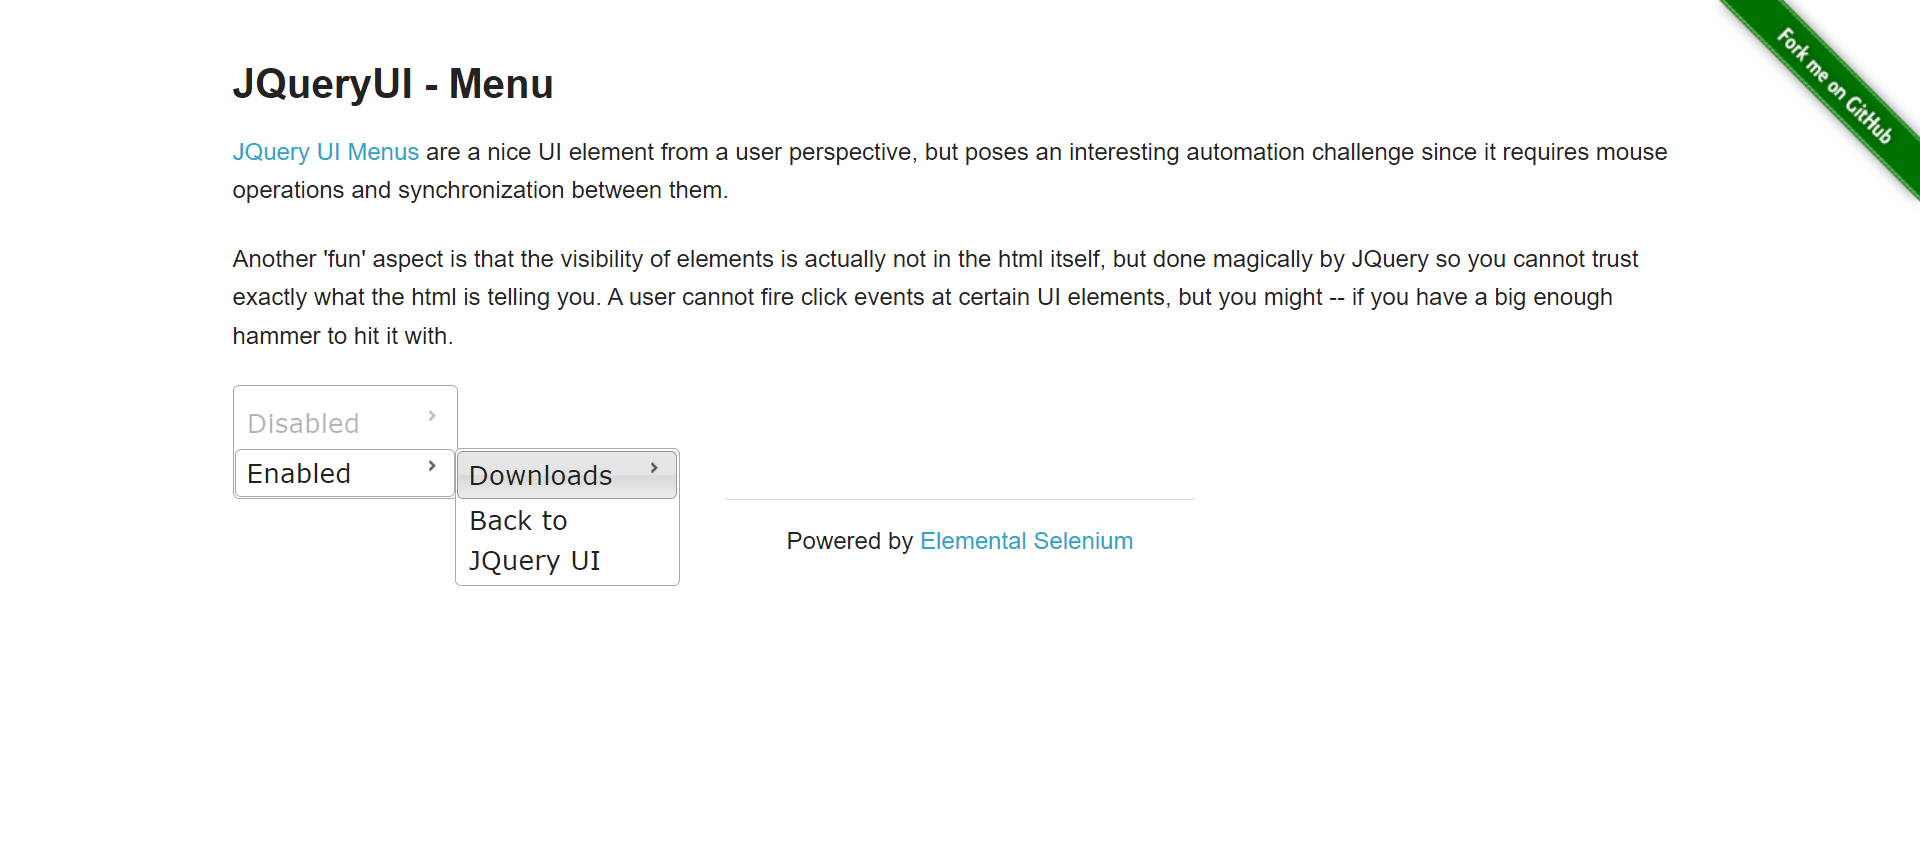 Fork me on GitHub
JQueryUI - Menu
JQuery UI Menus are a nice UI element from a user perspective, but poses an interesting automation challenge since it requires mouse
operations and synchronization between them.
Another 'fun' aspect is that the visibility of elements is actually not in the html itself, but done magically by JQuery so you cannot trust
exactly what the html is telling you. A user cannot fire click events at certain UI elements, but you might -- if you have a big enough
hammer to hit it with.
Disabled
Enabled
Downloads
Back to
JQuery UI
Powered by Elemental Selenium